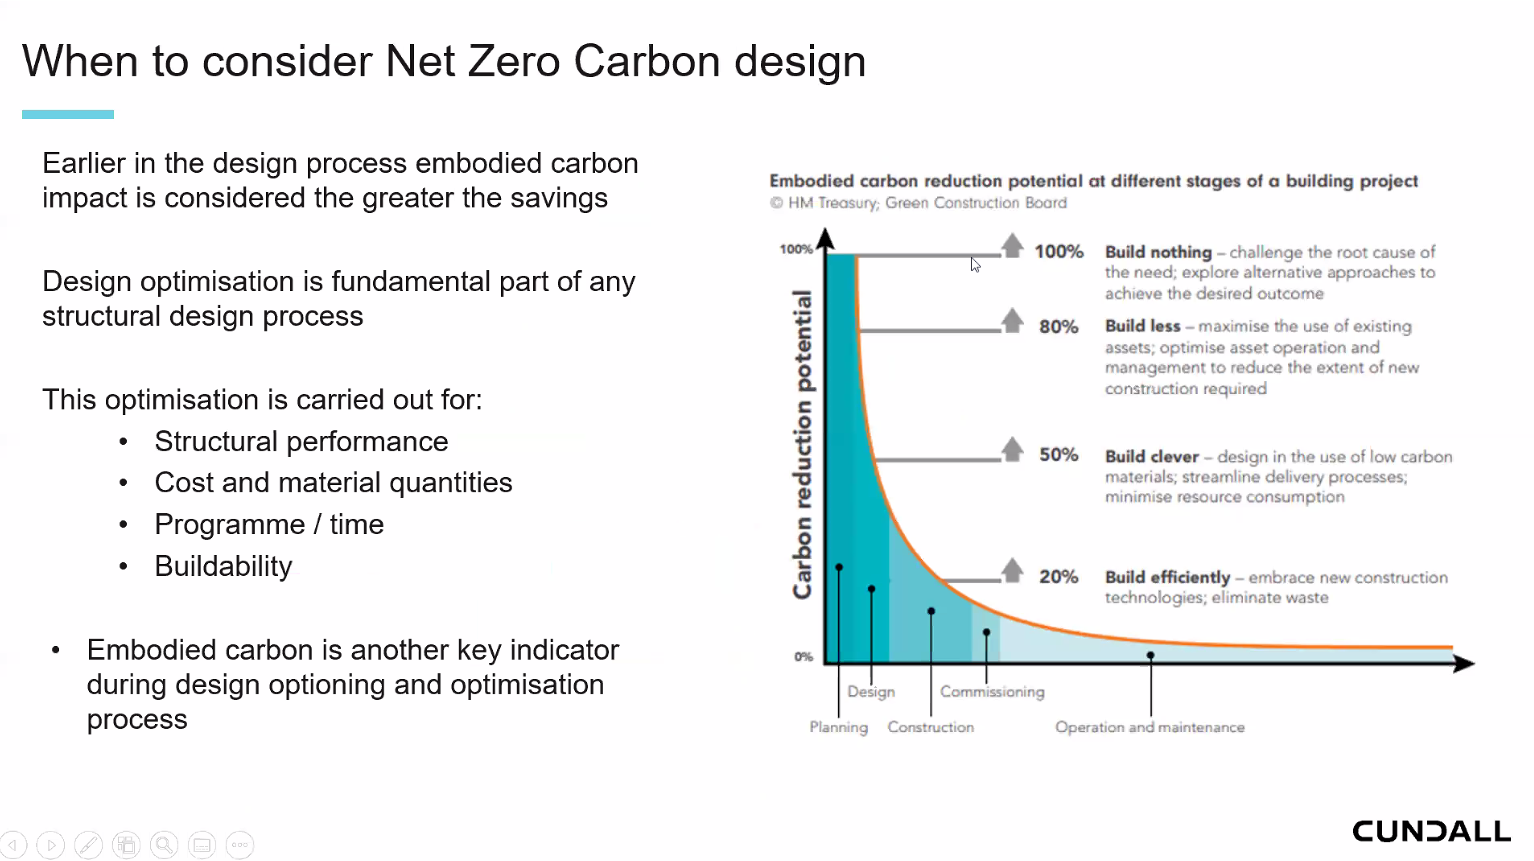 When to consider Net Zero Carbon design
Earlier in the design process embodied carbon
impact is considered the greater the savings
Design optimisation is fundamental part of any
structural design process
This optimisation is carried out for:
• Structural performance
• Cost and material quantities
• Programme / time
• Buildability
• Embodied carbon is another key indicator
during design optioning and optimisation
process
Embodied carbon reduction potential at different stages of a building project
© HM Treasury; Green Construction Board
Carbon reduction potential
100%
0%
100% Build nothing – challenge the root cause of
the need; explore alternative approaches to
achieve the desired outcome
80% Build less – maximise the use of existing
assets; optimise asset operation and
management to reduce the extent of new
construction required
50% Build clever – design in the use of low carbon
materials; streamline delivery processes;
minimise resource consumption
20% Build efficiently – embrace new construction
technologies; eliminate waste
Design
Commissioning
Planning
Construction
Operation and maintenance
CUNDALL